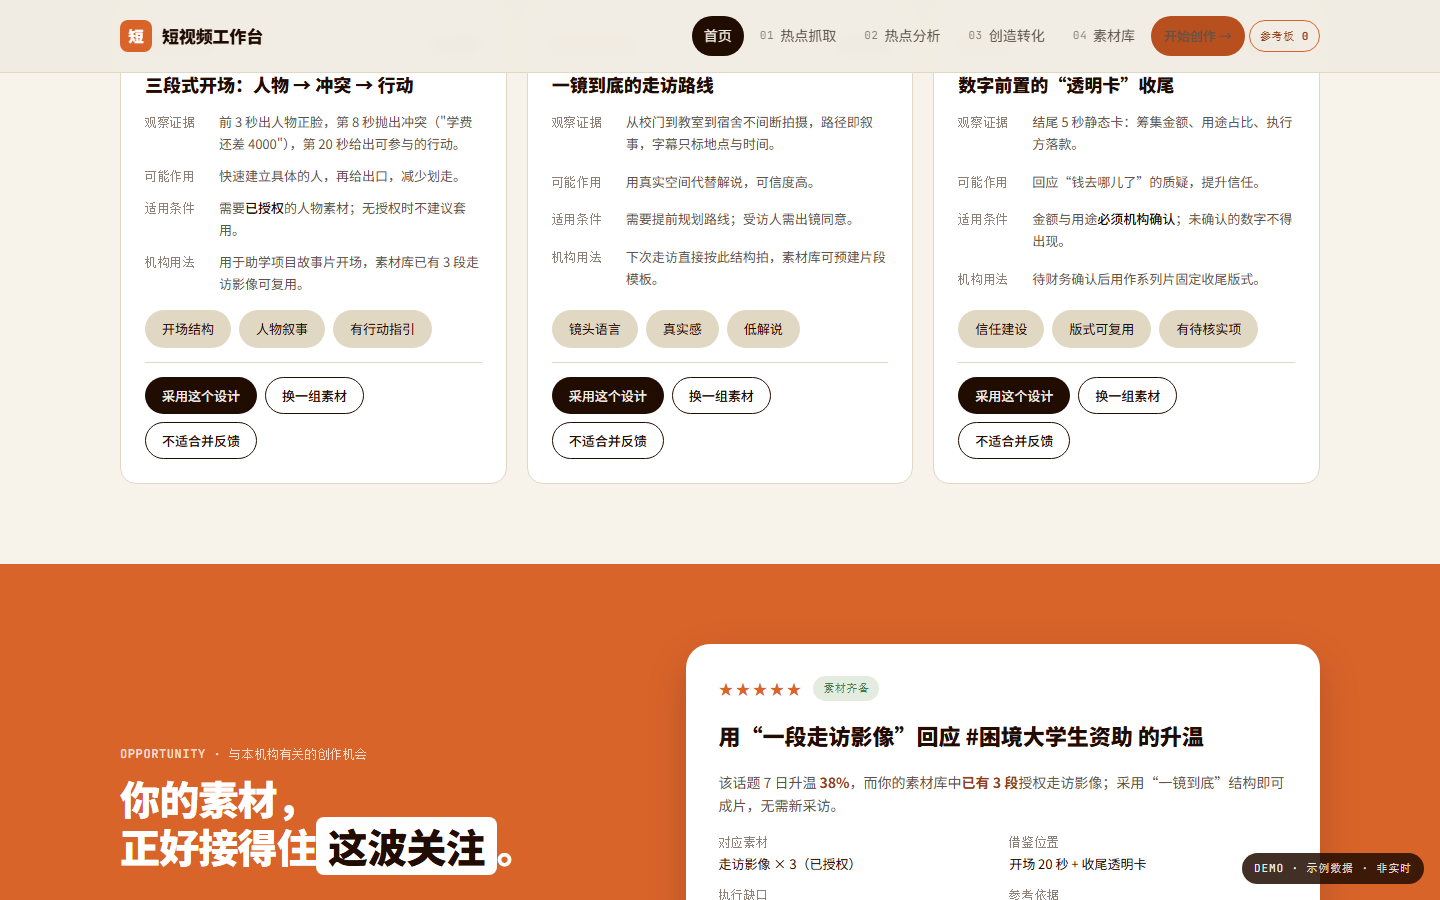 短 短视频工作台
首页 01 热点抓取 02 热点分析 03 创造转化 04 素材库 开始创作 → 参考板 0
三段式开场：人物 → 冲突 → 行动
观察证据 前 3 秒出人物正脸，第 8 秒抛出冲突（"学费
还差 4000"），第 20 秒给出可参与的行动。
可能作用 快速建立具体的人，再给出口，减少划走。
适用条件 需要已授权的人物素材；无授权时不建议套
用。
机构用法 用于助学项目故事片开场，素材库已有 3 段走
访影像可复用。
开场结构 人物叙事 有行动指引
采用这个设计 换一组素材
不适合并反馈
一镜到底的走访路线
观察证据 从校门到教室到宿舍不间断拍摄，路径即叙
事，字幕只标地点与时间。
可能作用 用真实空间代替解说，可信度高。
适用条件 需要提前规划路线；受访人需出镜同意。
机构用法 下次走访直接按此结构拍，素材库可预建片段
模板。
镜头语言 真实感 低解说
采用这个设计 换一组素材
不适合并反馈
数字前置的“透明卡”收尾
观察证据 结尾 5 秒静态卡：筹集金额、用途占比、执行
方落款。
可能作用 回应“钱去哪儿了”的质疑，提升信任。
适用条件 金额与用途必须机构确认；未确认的数字不得
出现。
机构用法 待财务确认后用作系列片固定收尾版式。
信任建设 版式可复用 有待核实项
采用这个设计 换一组素材
不适合并反馈
OPPORTUNITY · 与本机构有关的创作机会
你的素材，
正好接得住 这波关注 。
★★★★★ 素材齐备
用“一段走访影像”回应 #困境大学生资助 的升温
该话题 7 日升温 38%，而你的素材库中已有 3 段授权走访影像；采用“一镜到底”结构即可
成片，无需新采访。
对应素材 借鉴位置
走访影像 × 3（已授权） 开场 20 秒 + 收尾透明卡
执行缺口 参考依据
DEMO · 示例数据 · 非实时